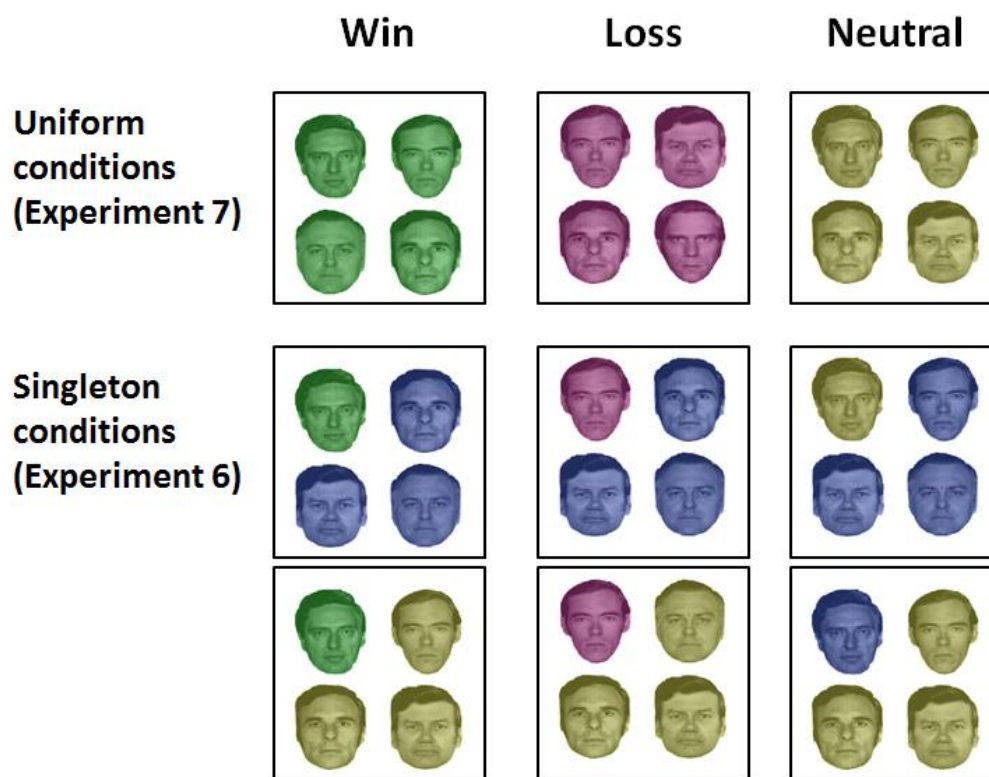 Win Loss Neutral
Uniform
conditions
(Experiment 7)
Singleton
conditions
(Experiment 6)